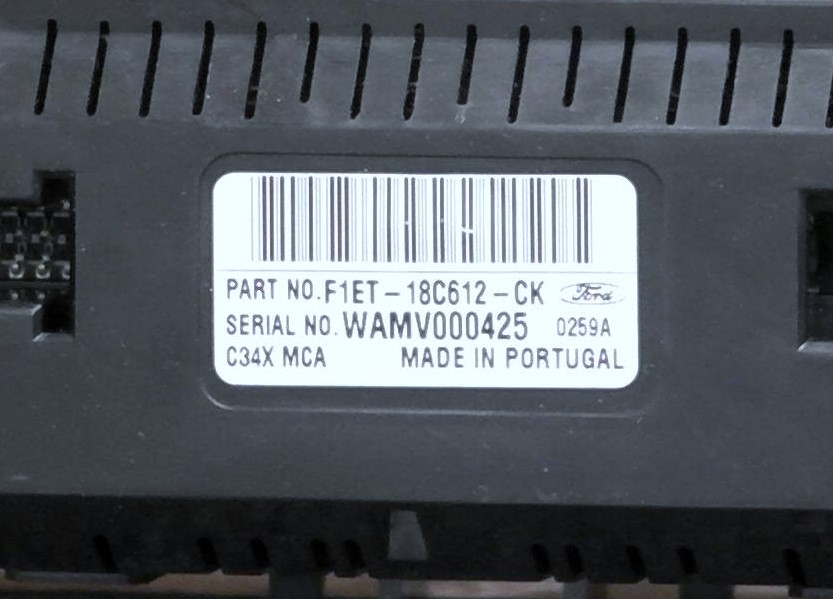 PART NO. F1ET-18C612-CK Ford
SERIAL NO. WAMV000425 0259A
C34X MCA MADE IN PORTUGAL